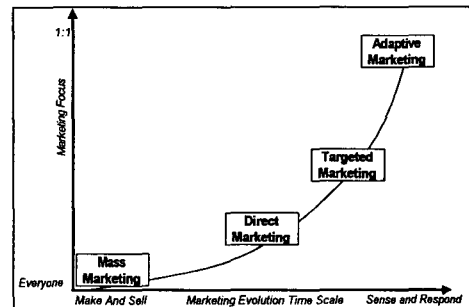 1:1
Adaptive
Marketing
Marketing Focus
Targeted
Marketing
Direct
Marketing
Mass
Marketing
Everyone
Make And Sell
Marketing Evolution Time Scale
Sense and Respond